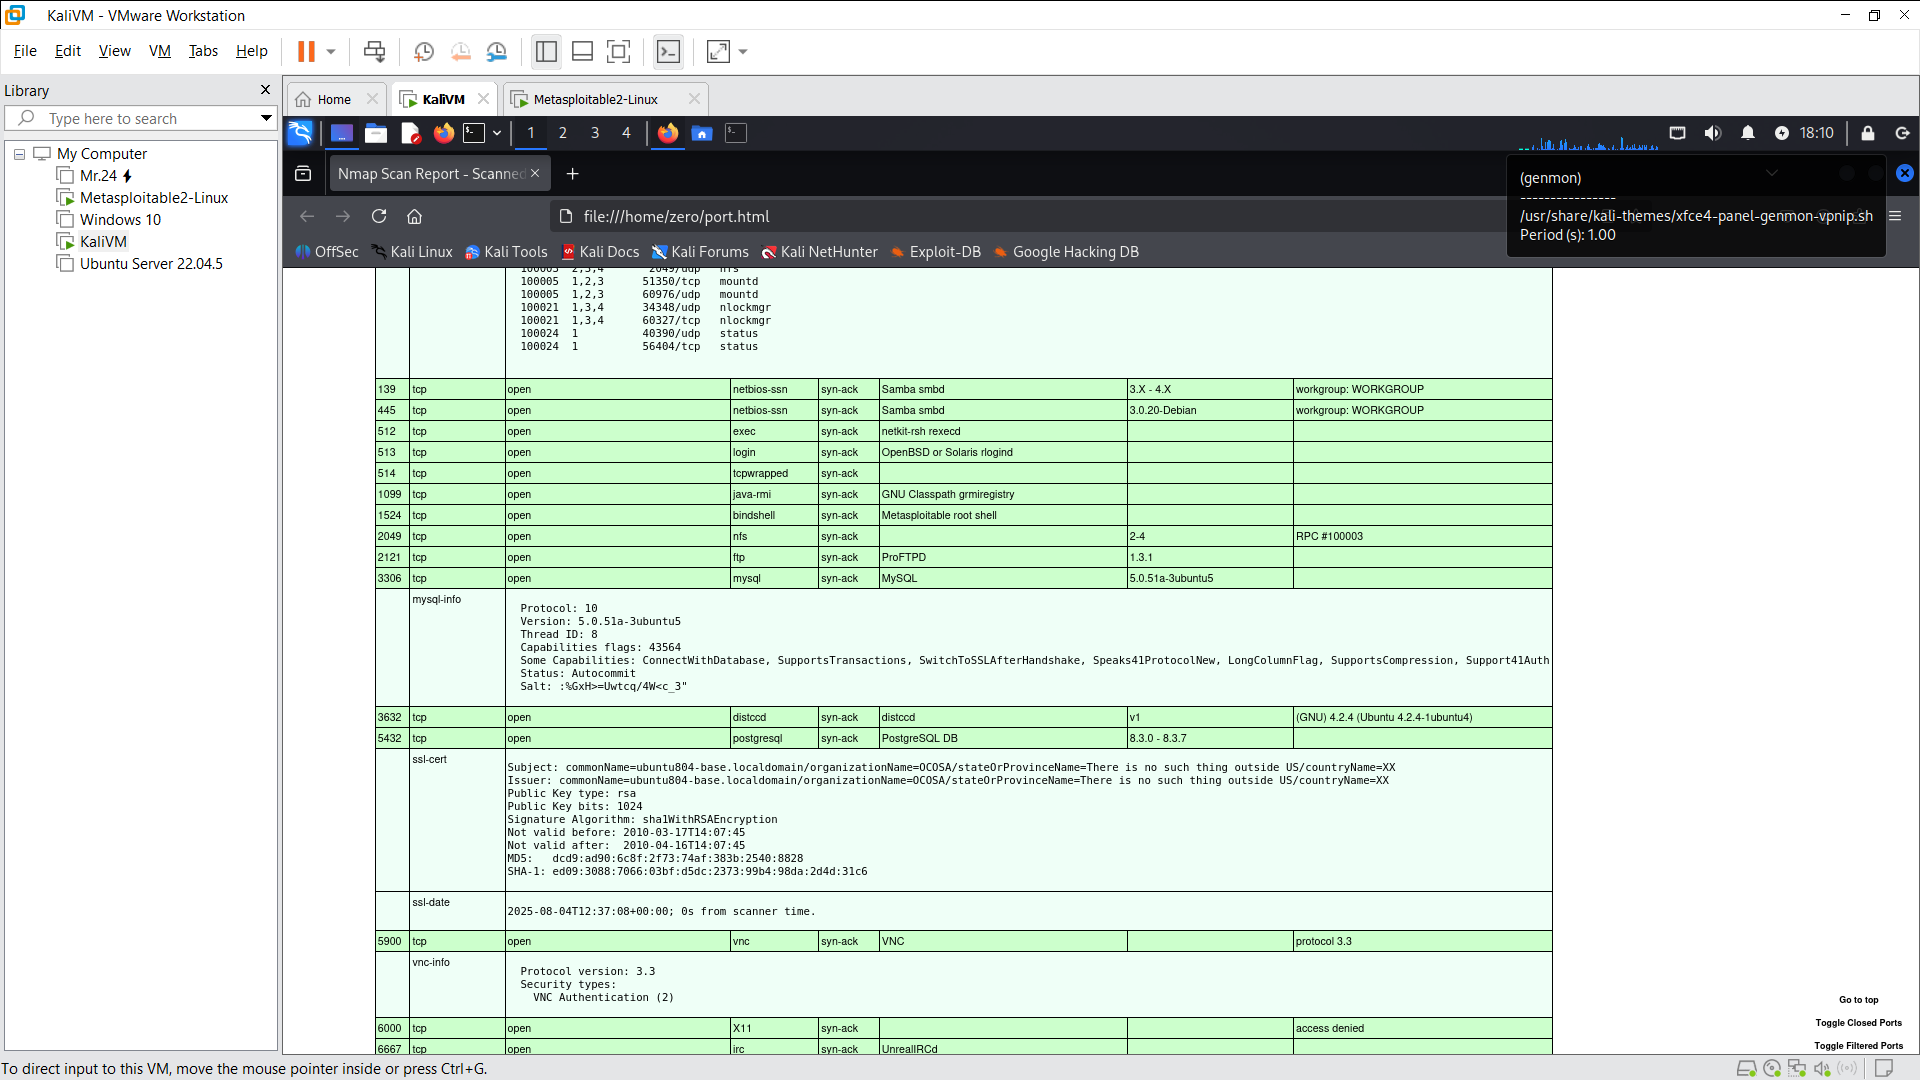 KaliVM - VMware Workstation
File Edit View VM Tabs Help
Library X
Type here to search
My Computer
Mr.24
Metasploitable2-Linux
Windows 10
KaliVM
Ubuntu Server 22.04.5
Home KaliVM Metasploitable2-Linux
1 2 3 4 18:10
Nmap Scan Report - Scanned
file:///home/zero/port.html
(genmon)
----------------
/usr/share/kali-themes/xfce4-panel-genmon-vpnip.sh
Period (s): 1.00
OffSec Kali Linux Kali Tools Kali Docs Kali Forums Kali NetHunter Exploit-DB Google Hacking DB
100003 2,3,4 2049/udp nfs
100005 1,2,3 51350/tcp mountd
100005 1,2,3 60976/udp mountd
100021 1,3,4 34348/udp nlockmgr
100021 1,3,4 60327/tcp nlockmgr
100024 1 40390/udp status
100024 1 56404/tcp status
139 tcp open netbios-ssn syn-ack Samba smbd 3.X - 4.X workgroup: WORKGROUP
445 tcp open netbios-ssn syn-ack Samba smbd 3.0.20-Debian workgroup: WORKGROUP
512 tcp open exec syn-ack netkit-rsh rexecd
513 tcp open login syn-ack OpenBSD or Solaris rlogind
514 tcp open tcpwrapped syn-ack
1099 tcp open java-rmi syn-ack GNU Classpath grmiregistry
1524 tcp open bindshell syn-ack Metasploitable root shell
2049 tcp open nfs syn-ack 2-4 RPC #100003
2121 tcp open ftp syn-ack ProFTPD 1.3.1
3306 tcp open mysql syn-ack MySQL 5.0.51a-3ubuntu5
mysql-info
Protocol: 10
Version: 5.0.51a-3ubuntu5
Thread ID: 8
Capabilities flags: 43564
Some Capabilities: ConnectWithDatabase, SupportsTransactions, SwitchToSSLAfterHandshake, Speaks41ProtocolNew, LongColumnFlag, SupportsCompression, Support41Auth
Status: Autocommit
Salt: :%GxH>=Uwtcq/4W<c_3"
3632 tcp open distccd syn-ack distccd v1 (GNU) 4.2.4 (Ubuntu 4.2.4-1ubuntu4)
5432 tcp open postgresql syn-ack PostgreSQL DB 8.3.0 - 8.3.7
ssl-cert
Subject: commonName=ubuntu804-base.localdomain/organizationName=OCOSA/stateOrProvinceName=There is no such thing outside US/countryName=XX
Issuer: commonName=ubuntu804-base.localdomain/organizationName=OCOSA/stateOrProvinceName=There is no such thing outside US/countryName=XX
Public Key type: rsa
Public Key bits: 1024
Signature Algorithm: sha1WithRSAEncryption
Not valid before: 2010-03-17T14:07:45
Not valid after: 2010-04-16T14:07:45
MD5: dcd9:ad90:6c8f:2f73:74af:383b:2540:8828
SHA-1: ed09:3088:7066:03bf:d5dc:2373:99b4:98da:2d4d:31c6
ssl-date
2025-08-04T12:37:08+00:00; 0s from scanner time.
5900 tcp open vnc syn-ack VNC protocol 3.3
vnc-info
Protocol version: 3.3
Security types:
VNC Authentication (2)
6000 tcp open X11 syn-ack access denied
6667 tcp open irc syn-ack UnrealIRCd
Go to top
Toggle Closed Ports
Toggle Filtered Ports
To direct input to this VM, move the mouse pointer inside or press Ctrl+G.